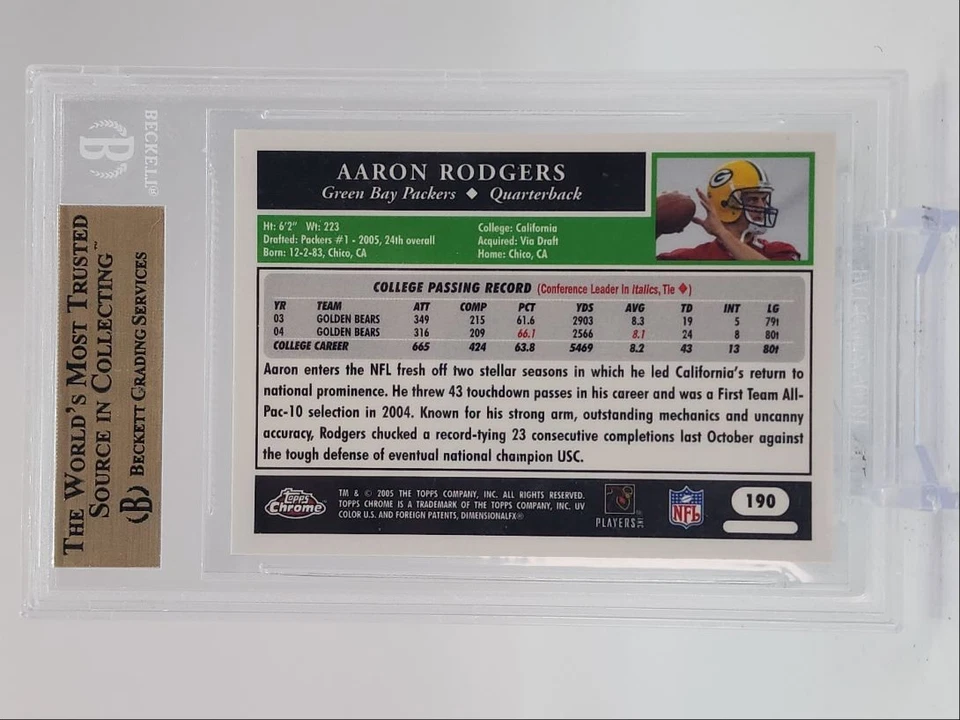 BECKETT®
B
THE WORLD'S MOST TRUSTED
SOURCE IN COLLECTING™
B BECKETT GRADING SERVICES
AARON RODGERS
Green Bay Packers ◆ Quarterback
Ht: 6'2" Wt: 223
Drafted: Packers #1 - 2005, 24th overall
Born: 12-2-83, Chico, CA
College: California
Acquired: Via Draft
Home: Chico, CA
G
COLLEGE PASSING RECORD (Conference Leader in Italics, Tie ◆)
YR TEAM ATT COMP PCT YDS AVG TD INT LG
03 GOLDEN BEARS 349 215 61.6 2903 8.3 19 5 79t
04 GOLDEN BEARS 316 209 66.1 2566 8.1 24 8 80t
COLLEGE CAREER 665 424 63.8 5469 8.2 43 13 80t
Aaron enters the NFL fresh off two stellar seasons in which he led California's return to
national prominence. He threw 43 touchdown passes in his career and was a First Team All-
Pac-10 selection in 2004. Known for his strong arm, outstanding mechanics and uncanny
accuracy, Rodgers chucked a record-tying 23 consecutive completions last October against
the tough defense of eventual national champion USC.
Topps
Chrome
TM & © 2005 THE TOPPS COMPANY, INC. ALL RIGHTS RESERVED.
TOPPS CHROME IS A TRADEMARK OF THE TOPPS COMPANY, INC. UV
COLOR U.S. AND FOREIGN PATENTS, DIMENSIONALFX®
PLAYERS INC
NFL
190